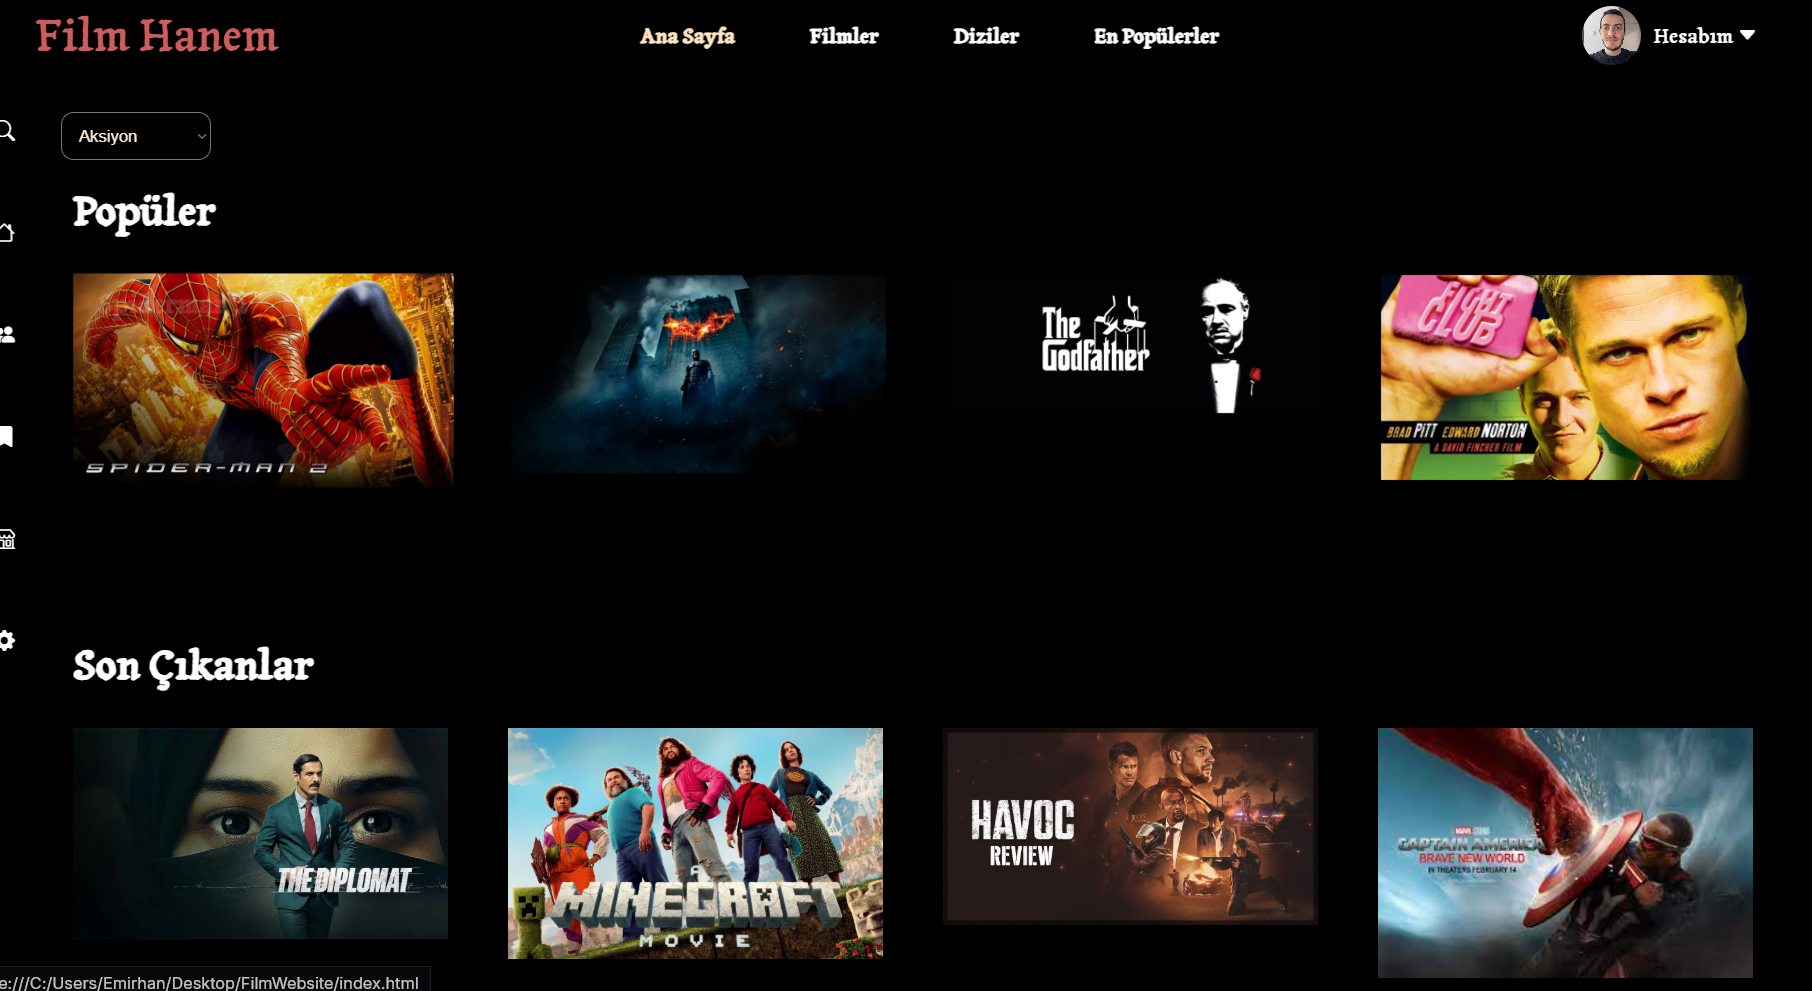 Film Hanem
Ana Sayfa
Filmler
Diziler
En Popülerler
Hesabım
Aksiyon
Popüler
SPIDER-MAN 2
The
Godfather
FIGHT
CLUB
BRAD PITT EDWARD NORTON
A DAVID FINCHER FILM
Son Çıkanlar
THE DIPLOMAT
A
MINECRAFT
MOVIE
HAVOC
REVIEW
MARVEL STUDIOS
CAPTAIN AMERICA
BRAVE NEW WORLD
IN THEATERS FEBRUARY 14
e:///C:/Users/Emirhan/Desktop/FilmWebsite/index.html